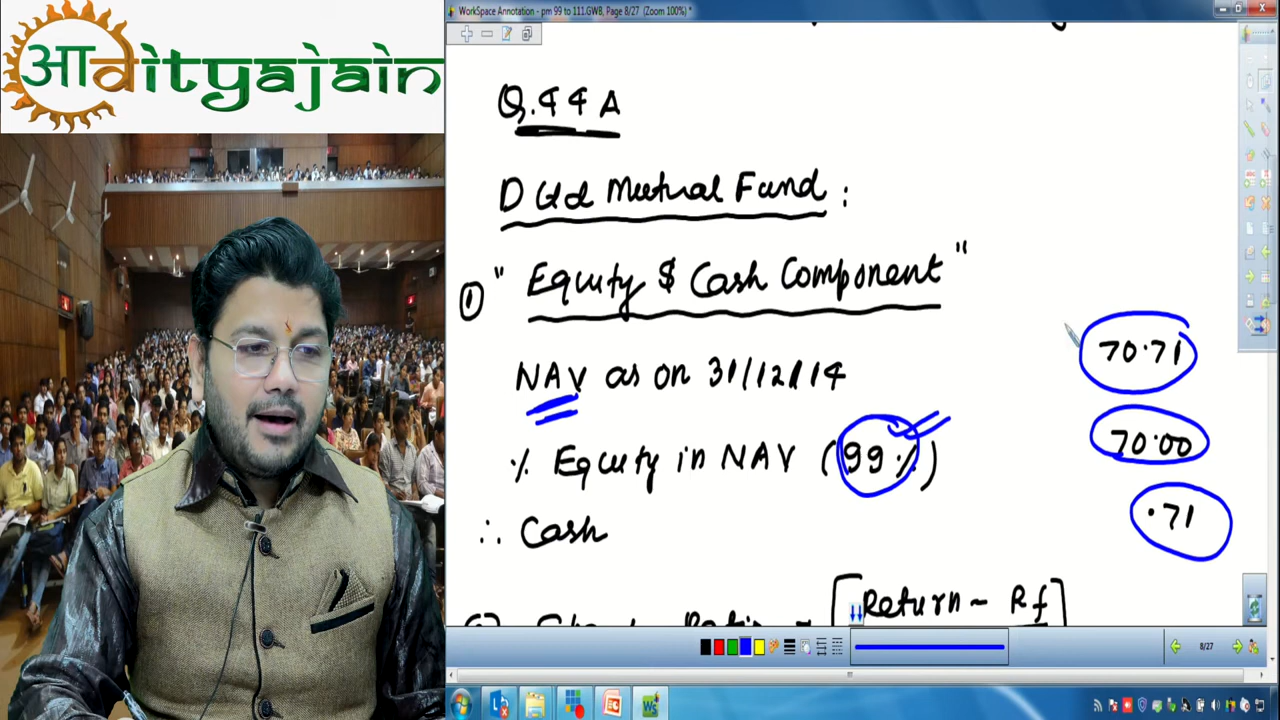 आdityajain
WorkSpace Annotation - pm 99 to 111.GWB, Page 8/27 (Zoom 100%) *
Q.44 A
Mutual Fund :
① " Equity & Cash Component "
NAV as on 31/12/14 70.71
% Equity in NAV (99%) 70.00
∴ Cash .71
Return - Rf
8/27